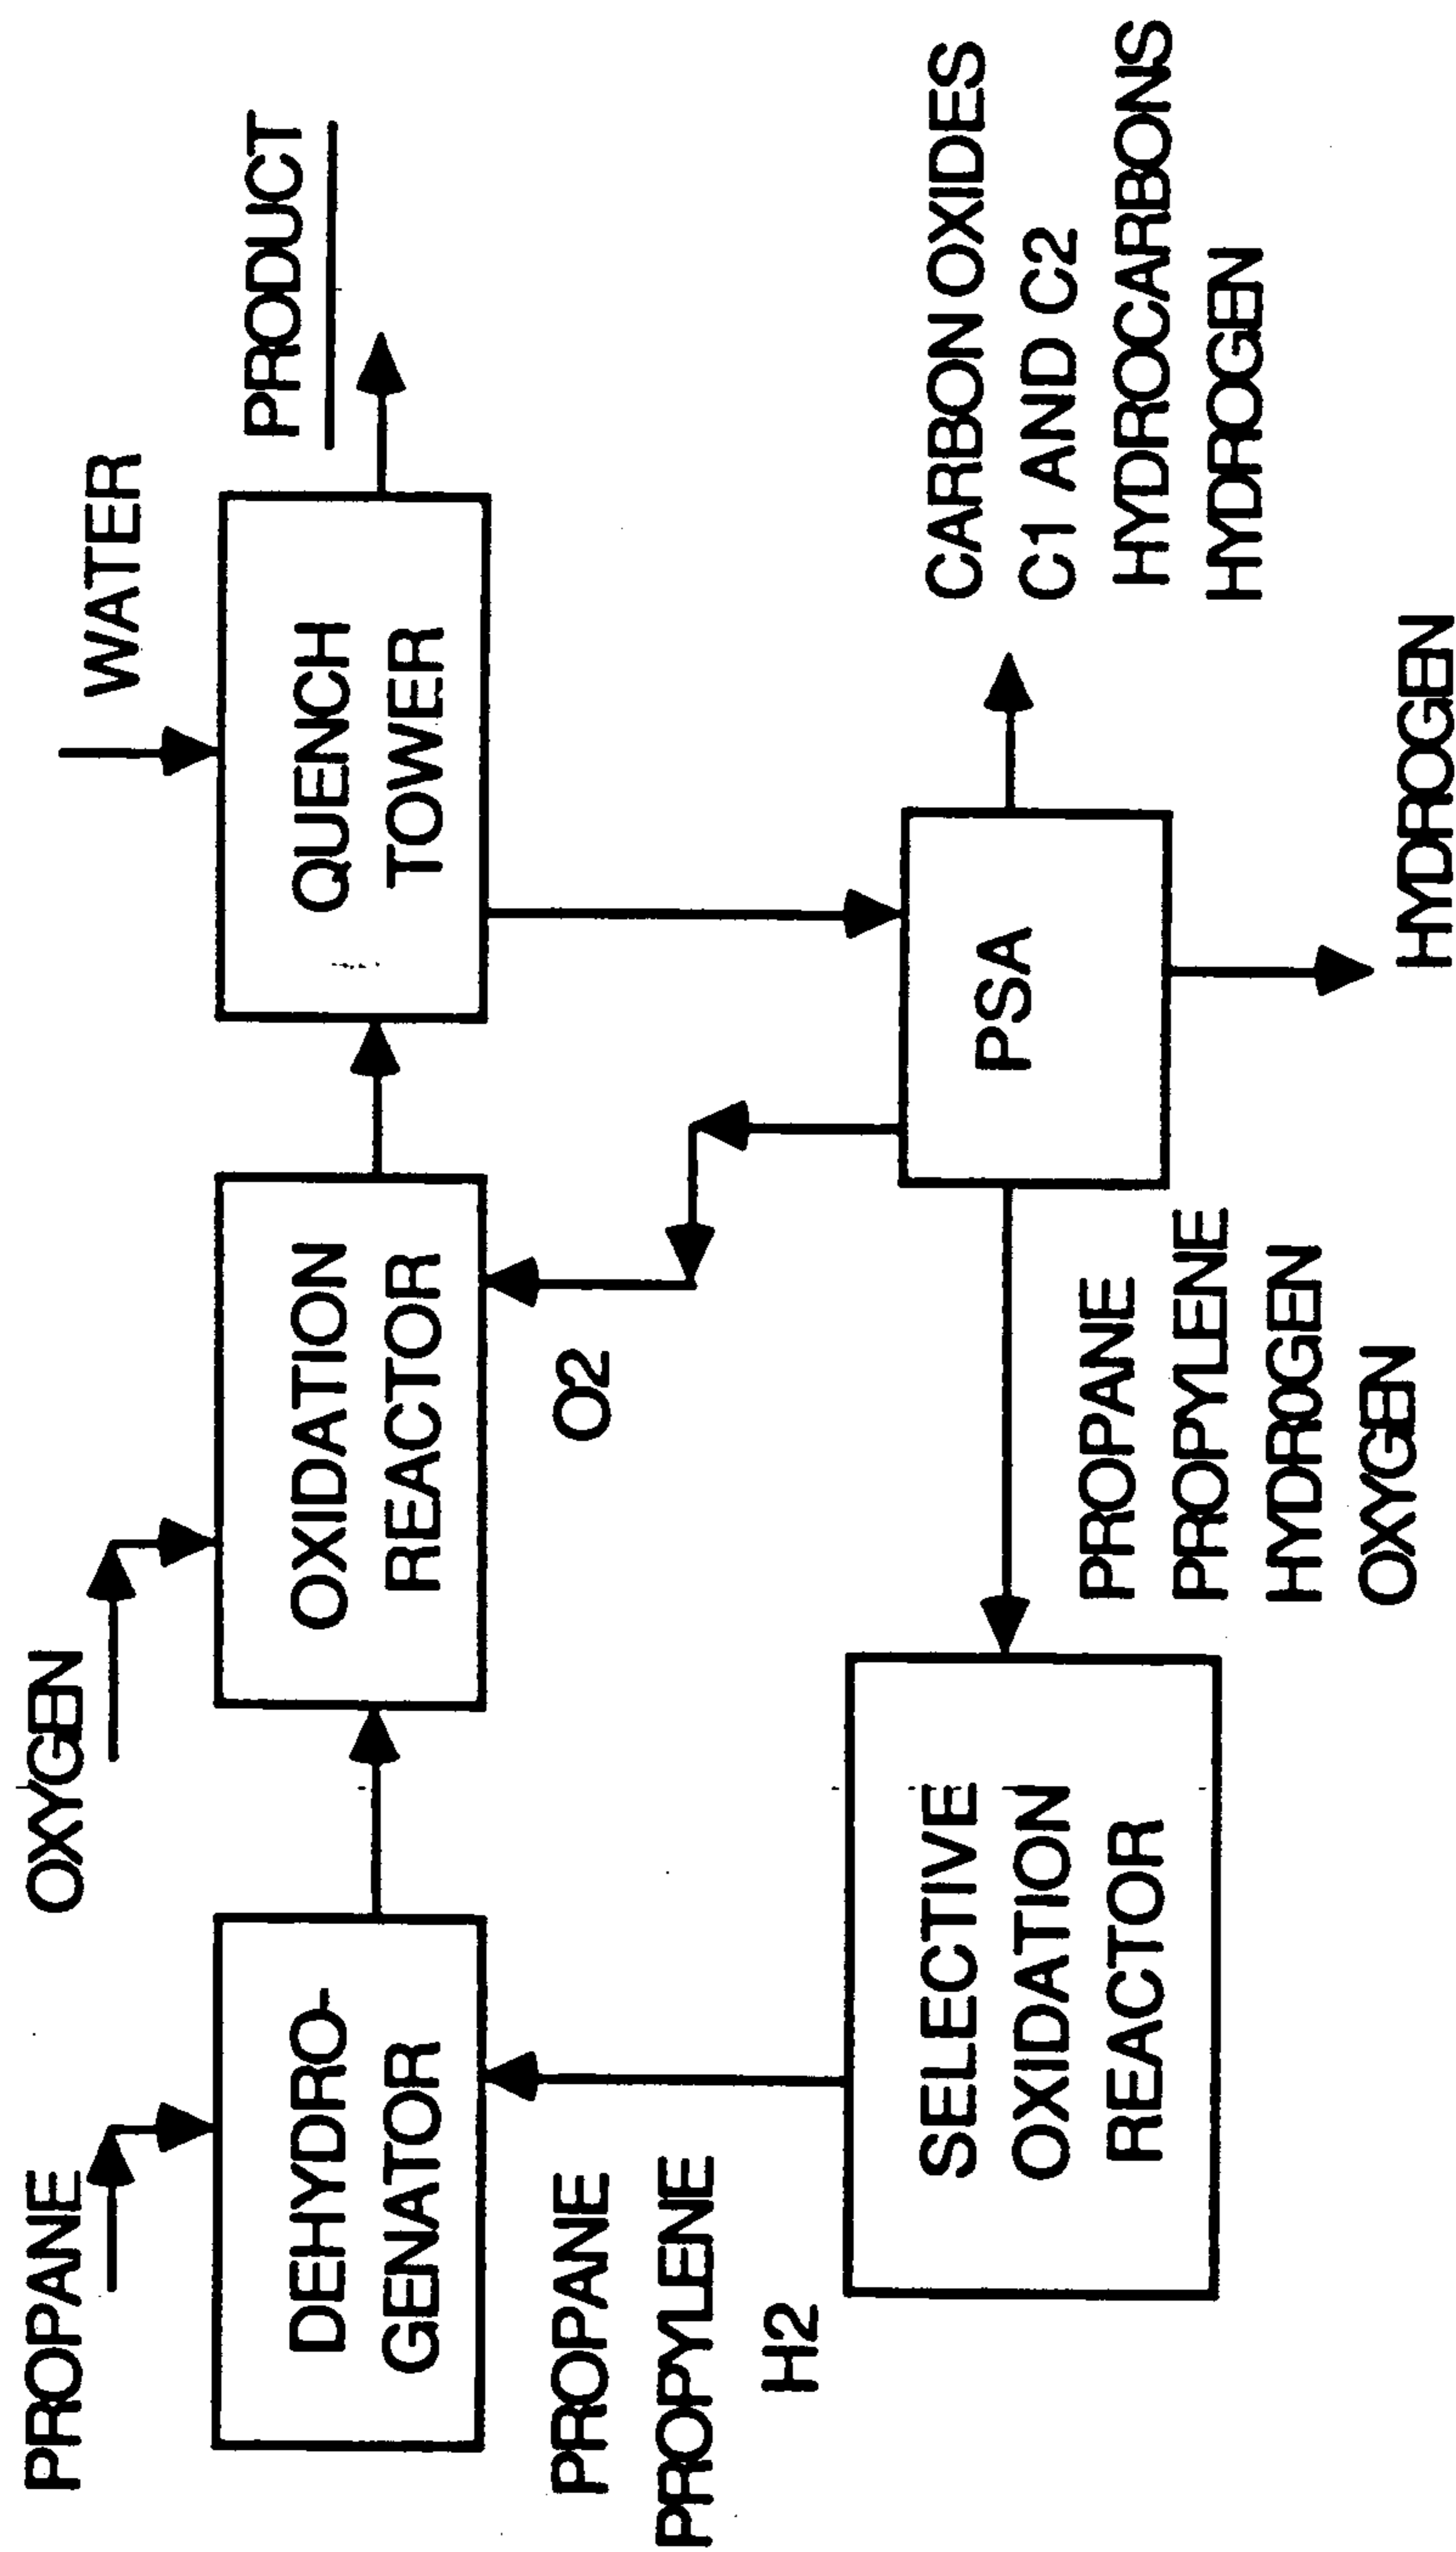 PROPANE
OXYGEN
WATER
DEHYDRO-
GENATOR
OXIDATION
REACTOR
QUENCH
TOWER
PRODUCT
PROPANE
PROPYLENE
H2
O2
SELECTIVE
OXIDATION
REACTOR
PSA
CARBON OXIDES
C1 AND C2
HYDROCARBONS
HYDROGEN
PROPANE
PROPYLENE
HYDROGEN
OXYGEN
HYDROGEN